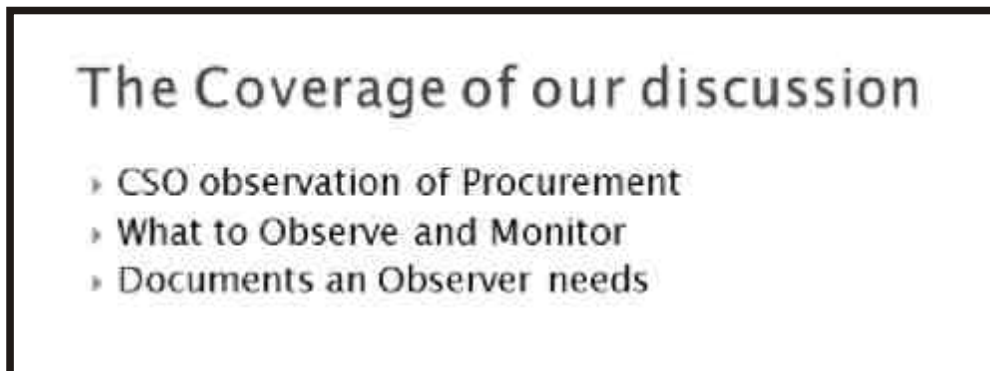 The Coverage of our discussion
CSO observation of Procurement
What to Observe and Monitor
Documents an Observer needs